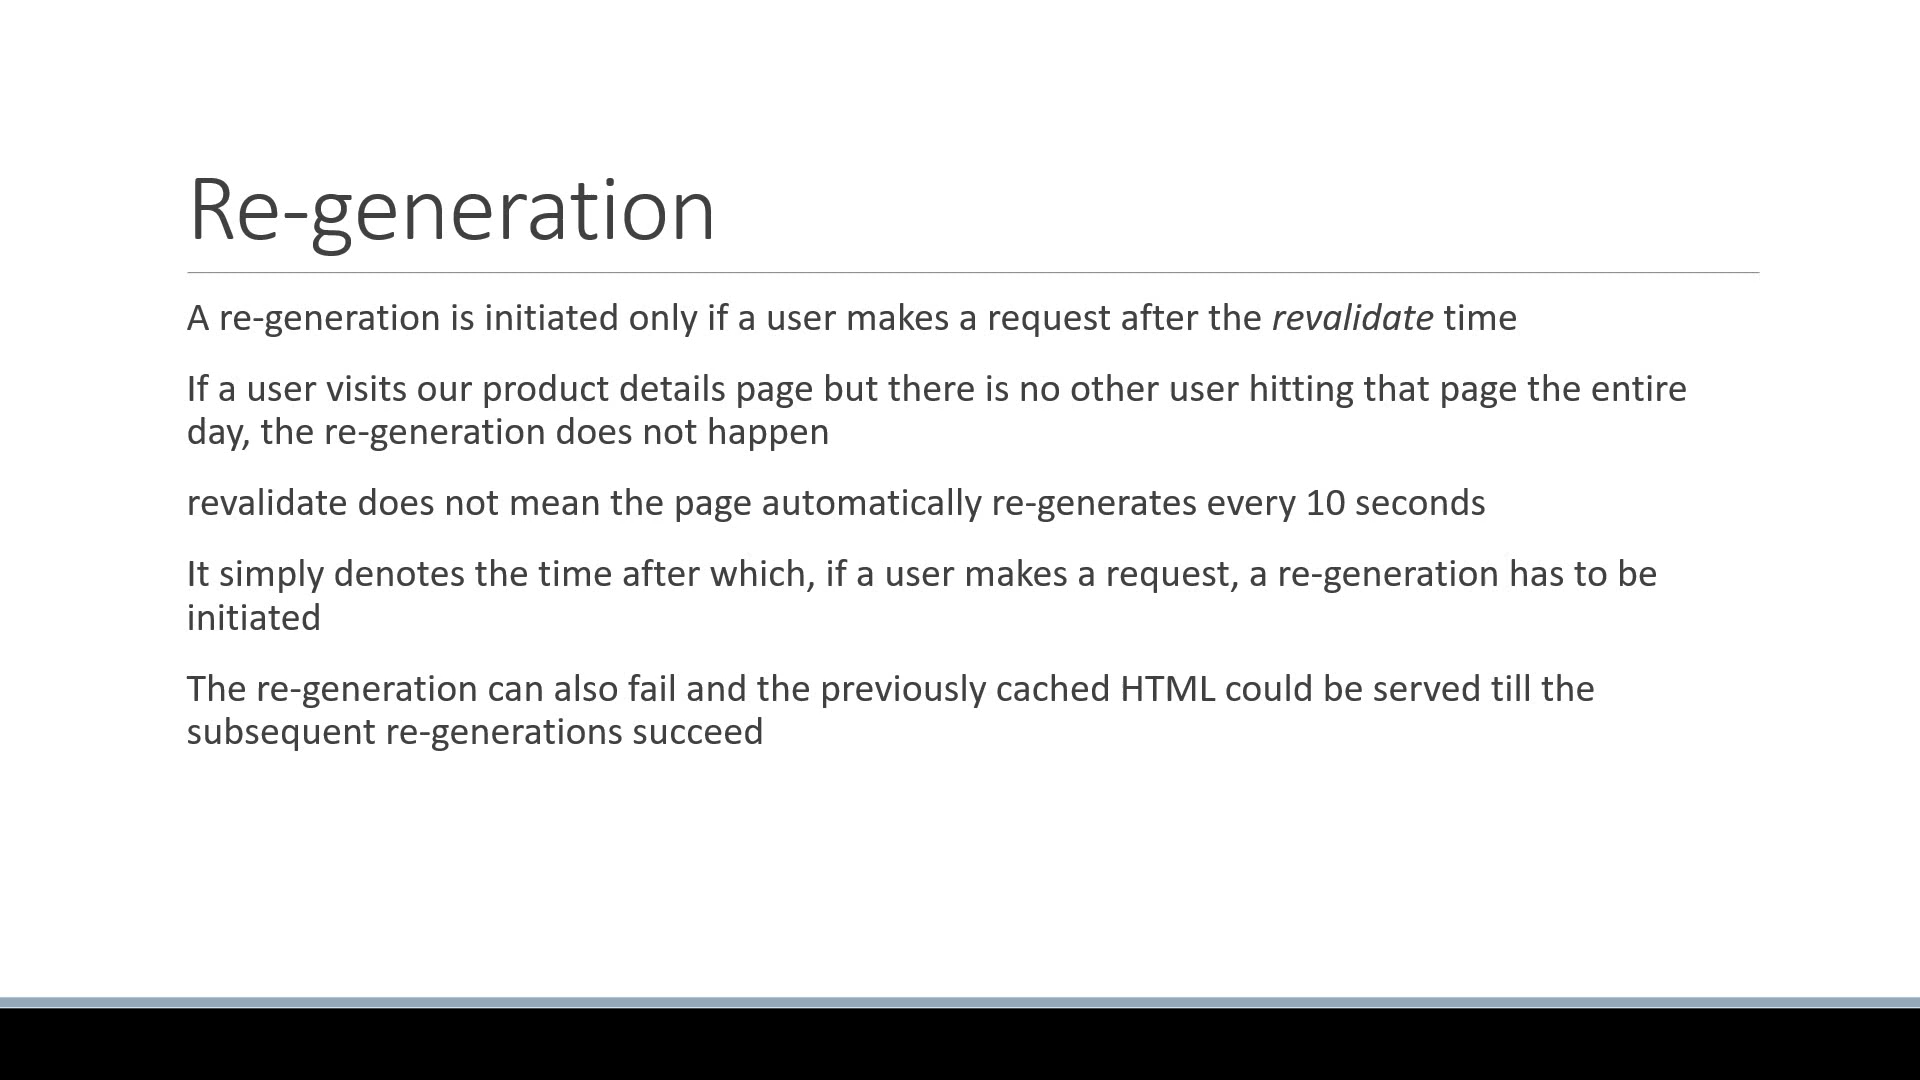 Re-generation
A re-generation is initiated only if a user makes a request after the revalidate time
If a user visits our product details page but there is no other user hitting that page the entire
day, the re-generation does not happen
revalidate does not mean the page automatically re-generates every 10 seconds
It simply denotes the time after which, if a user makes a request, a re-generation has to be
initiated
The re-generation can also fail and the previously cached HTML could be served till the
subsequent re-generations succeed